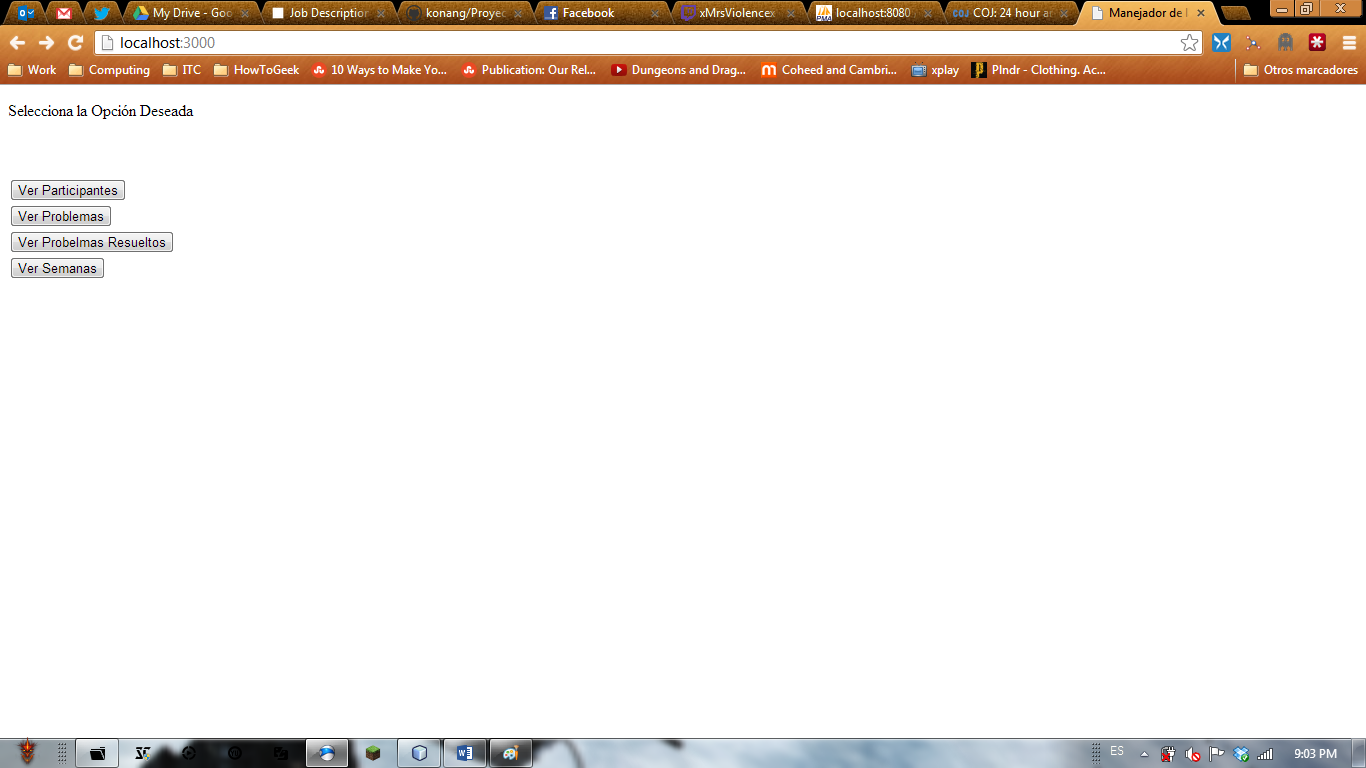 My Drive - Goo
Job Description
konang/Proyec
Facebook
xMrsViolencex
localhost:8080
COJ: 24 hour ar
Manejador de
localhost:3000
Work
Computing
ITC
HowToGeek
10 Ways to Make Yo...
Publication: Our Rel...
Dungeons and Drag...
Coheed and Cambri...
xplay
Plndr - Clothing. Ac...
Otros marcadores
Selecciona la Opción Deseada
Ver Participantes
Ver Problemas
Ver Probelmas Resueltos
Ver Semanas
ES
9:03 PM